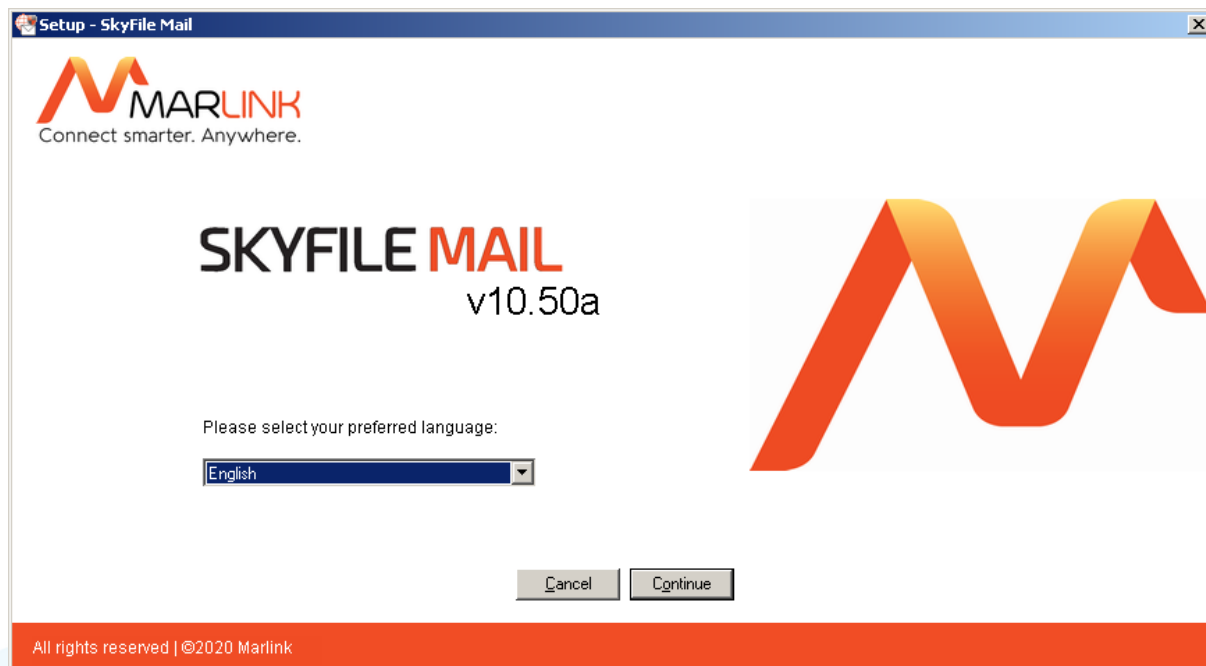 Setup - SkyFile Mail
MARLINK
Connect smarter. Anywhere.
SKYFILE MAIL
v10.50a
Please select your preferred language:
English
Cancel Continue
All rights reserved | ©2020 Marlink